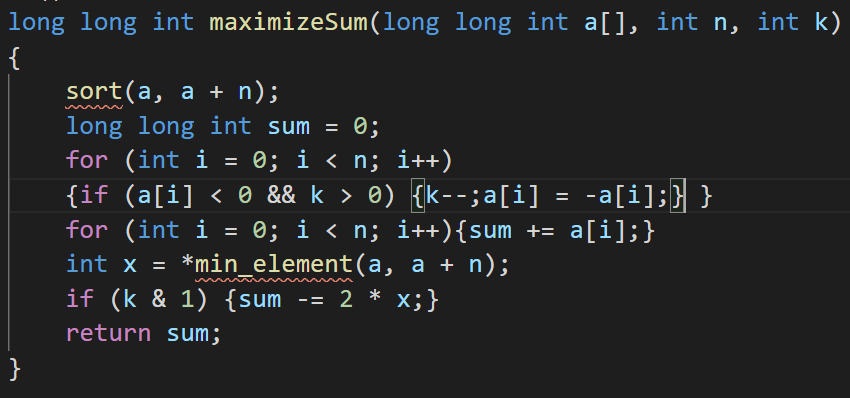 long long int maximizeSum(long long int a[], int n, int k)
{
    sort(a, a + n);
    long long int sum = 0;
    for (int i = 0; i < n; i++)
    {if (a[i] < 0 && k > 0) {k--;a[i] = -a[i];} }
    for (int i = 0; i < n; i++){sum += a[i];}
    int x = *min_element(a, a + n);
    if (k & 1) {sum -= 2 * x;}
    return sum;
}